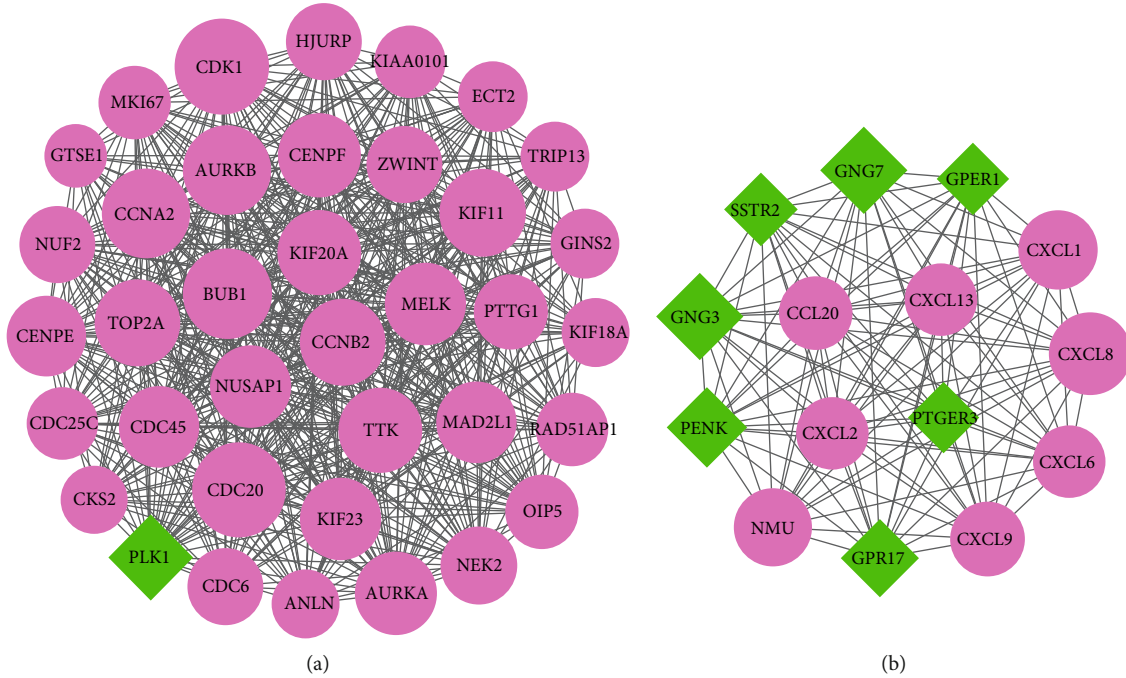 HJURP
CDK1
KIAA0101
MKI67
ECT2
GTSE1
AURKB
CENPF
ZWINT
TRIP13
CCNA2
KIF11
NUF2
KIF20A
GINS2
BUB1
MELK
PTTG1
CENPE
TOP2A
CCNB2
KIF18A
NUSAP1
CDC25C
CDC45
TTK
MAD2L1
RAD51AP1
CKS2
CDC20
KIF23
OIP5
PLK1
CDC6
ANLN
AURKA
NEK2
(a)
GNG7
GPER1
SSTR2
CXCL1
GNG3
CCL20
CXCL13
CXCL8
PENK
CXCL2
PTGER3
CXCL6
NMU
GPR17
CXCL9
(b)